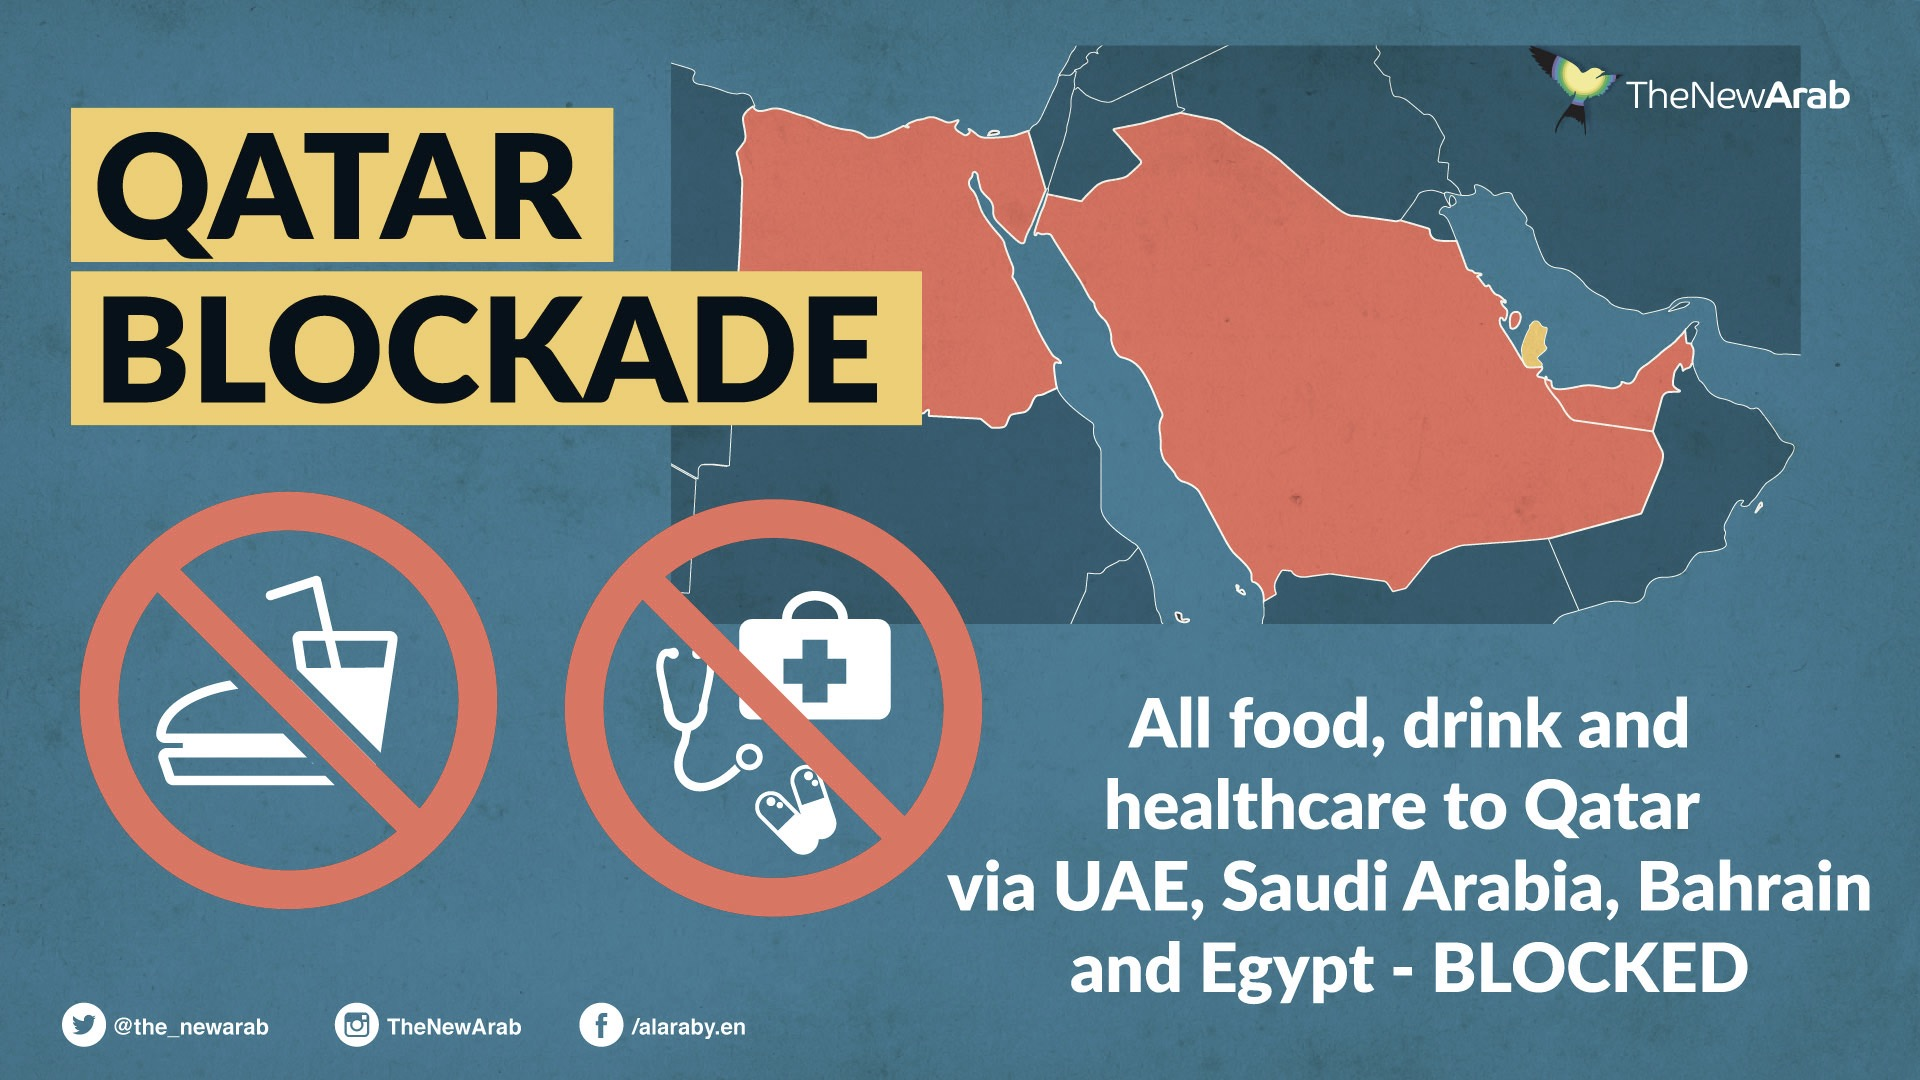 QATAR
BLOCKADE
TheNewArab
All food, drink and
healthcare to Qatar
via UAE, Saudi Arabia, Bahrain
and Egypt - BLOCKED
@the_newarab
TheNewArab
/alaraby.en